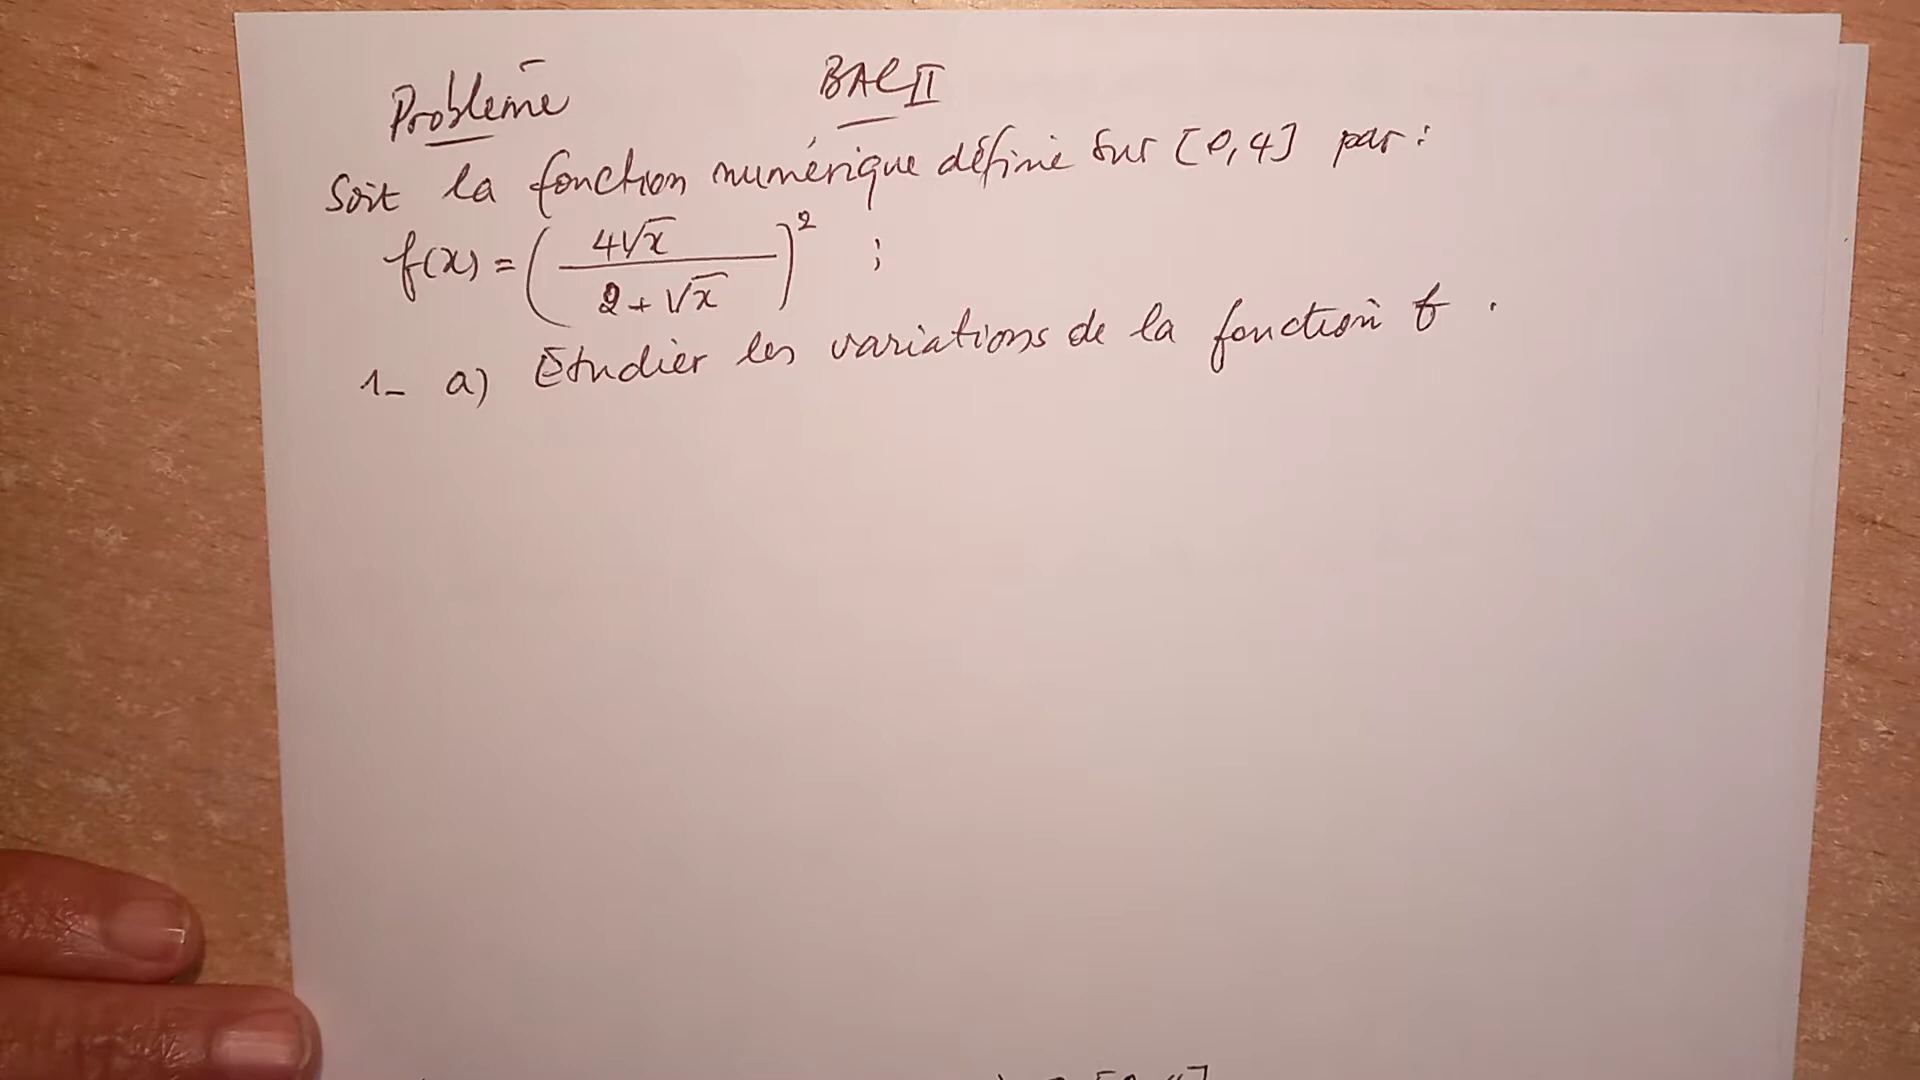 Problème BAC II
Soit la fonction numérique définie sur [0,4] par :
f(x) = ( 4√x / 2 + √x )² ;
1- a) Etudier les variations de la fonction f .